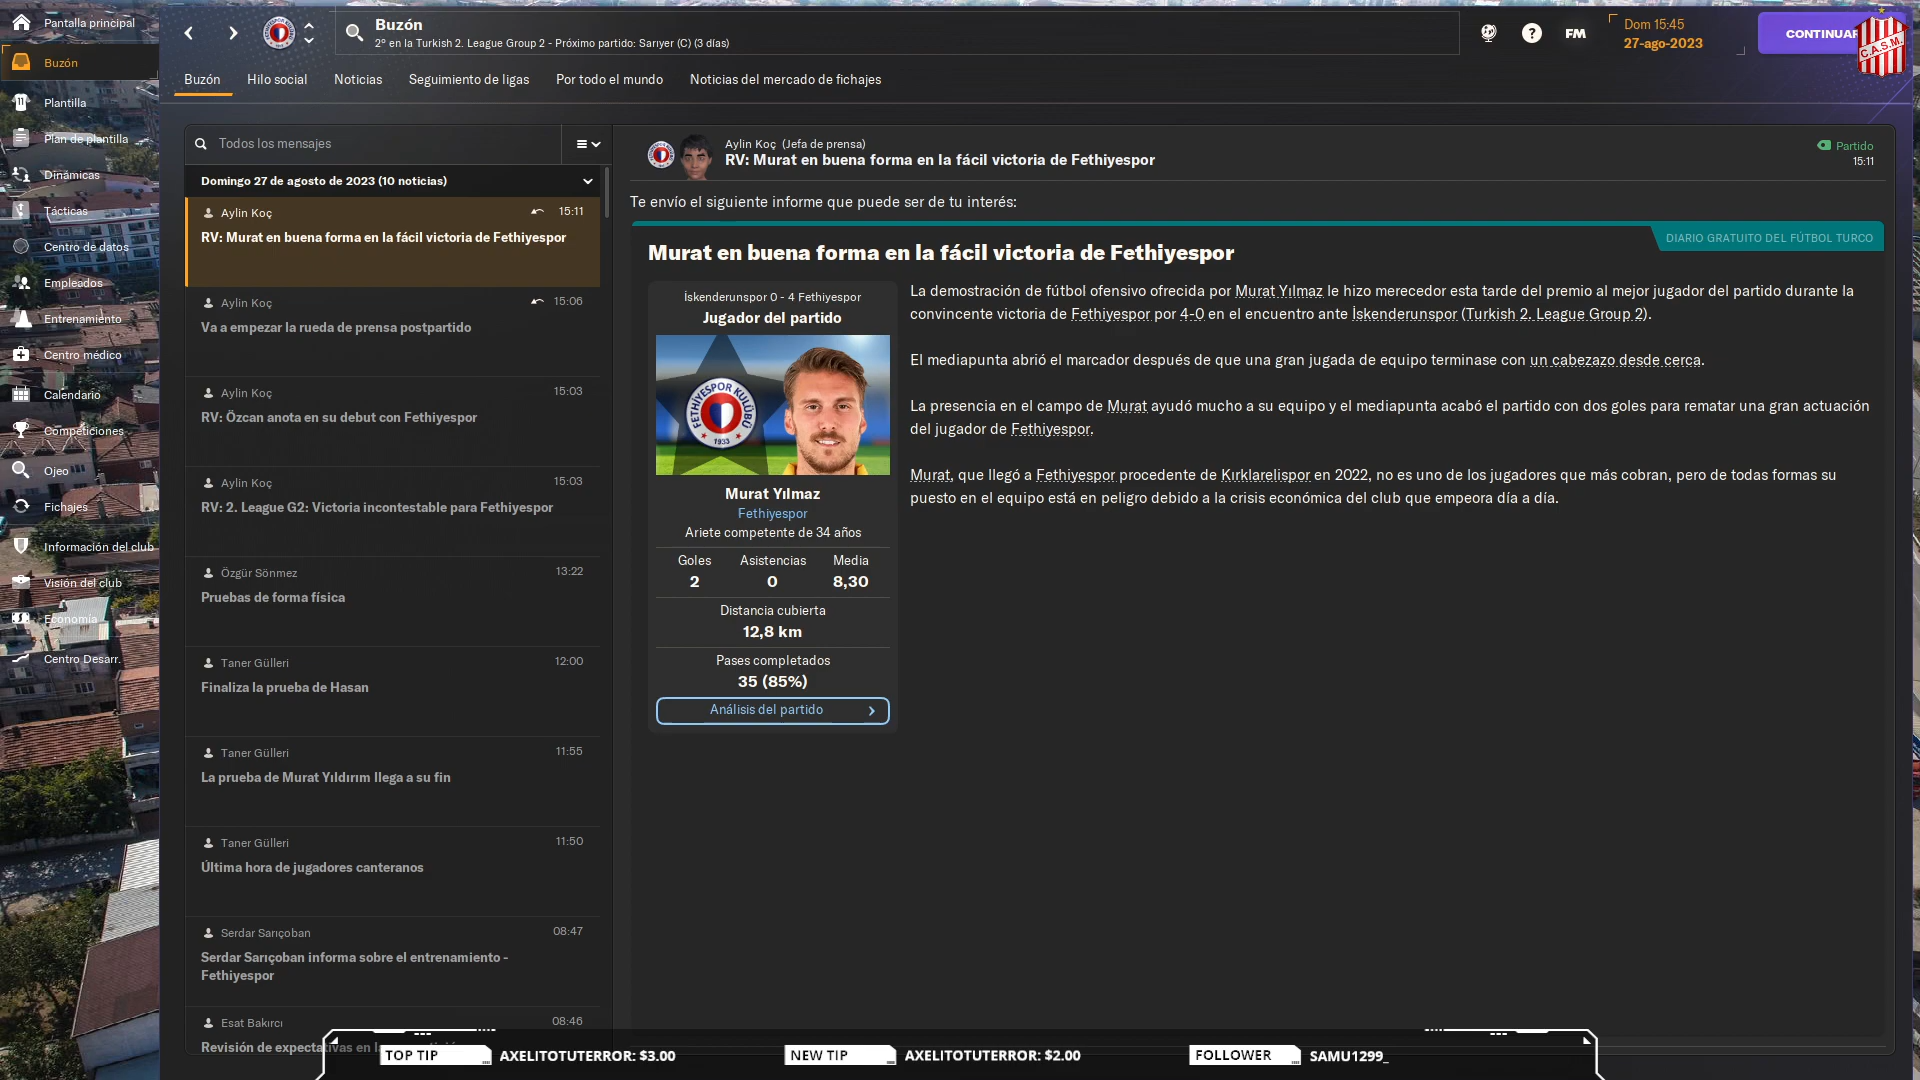 Pantalla principal
Buzón
Plantilla
Plan de plantilla
Dinámicas
Tácticas
Centro de datos
Empleados
Entrenamiento
Centro médico
Calendario
Competiciones
Ojeo
Fichajes
Información del club
Visión del club
Economía
Centro Desarr.
Buzón
2º en la Turkish 2. League Group 2 - Próximo partido: Sarıyer (C) (3 días)
FM
Dom 15:45
27-ago-2023
CONTINUAR
C.A.S.M.
Buzón
Hilo social
Noticias
Seguimiento de ligas
Por todo el mundo
Noticias del mercado de fichajes
Todos los mensajes
Domingo 27 de agosto de 2023 (10 noticias)
Aylin Koç 15:11
RV: Murat en buena forma en la fácil victoria de Fethiyespor
Aylin Koç 15:06
Va a empezar la rueda de prensa postpartido
Aylin Koç 15:03
RV: Özcan anota en su debut con Fethiyespor
Aylin Koç 15:03
RV: 2. League G2: Victoria incontestable para Fethiyespor
Özgür Sönmez 13:22
Pruebas de forma física
Taner Gülleri 12:00
Finaliza la prueba de Hasan
Taner Gülleri 11:55
La prueba de Murat Yıldırım llega a su fin
Taner Gülleri 11:50
Última hora de jugadores canteranos
Serdar Sarıçoban 08:47
Serdar Sarıçoban informa sobre el entrenamiento -
Fethiyespor
Esat Bakırcı 08:46
Revisión de expectativas en la
Aylin Koç (Jefa de prensa)
RV: Murat en buena forma en la fácil victoria de Fethiyespor
Partido
15:11
Te envío el siguiente informe que puede ser de tu interés:
DIARIO GRATUITO DEL FÚTBOL TURCO
Murat en buena forma en la fácil victoria de Fethiyespor
İskenderunspor 0 - 4 Fethiyespor
Jugador del partido
FETHİYESPOR KULÜBÜ
1933
Murat Yılmaz
Fethiyespor
Ariete competente de 34 años
Goles Asistencias Media
2 0 8,30
Distancia cubierta
12,8 km
Pases completados
35 (85%)
Análisis del partido
La demostración de fútbol ofensivo ofrecida por Murat Yılmaz le hizo merecedor esta tarde del premio al mejor jugador del partido durante la
convincente victoria de Fethiyespor por 4-0 en el encuentro ante İskenderunspor (Turkish 2. League Group 2).
El mediapunta abrió el marcador después de que una gran jugada de equipo terminase con un cabezazo desde cerca.
La presencia en el campo de Murat ayudó mucho a su equipo y el mediapunta acabó el partido con dos goles para rematar una gran actuación
del jugador de Fethiyespor.
Murat, que llegó a Fethiyespor procedente de Kırklarelispor en 2022, no es uno de los jugadores que más cobran, pero de todas formas su
puesto en el equipo está en peligro debido a la crisis económica del club que empeora día a día.
TOP TIP AXELITOTUTERROR: $3.00
NEW TIP AXELITOTUTERROR: $2.00
FOLLOWER SAMU1299_